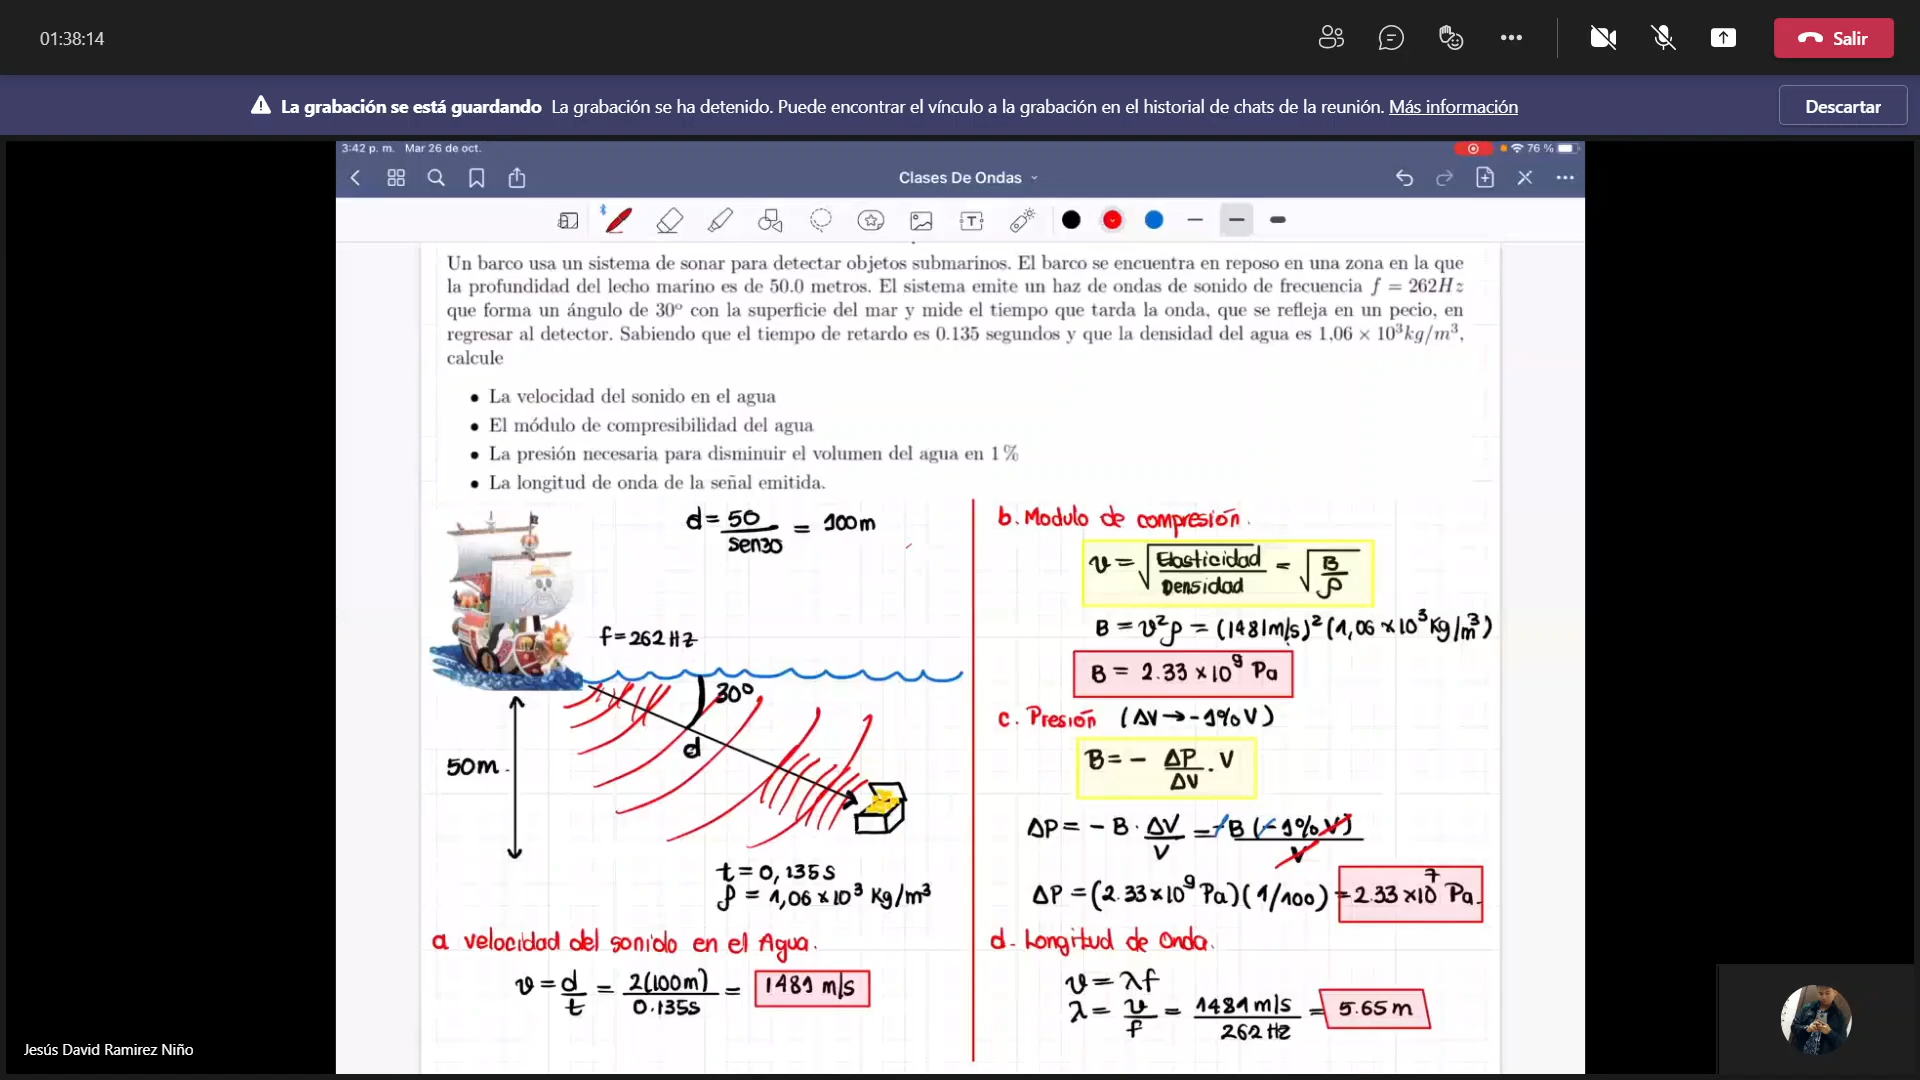 01:38:14
Salir
La grabación se está guardando La grabación se ha detenido. Puede encontrar el vínculo a la grabación en el historial de chats de la reunión. Más información
Descartar
3:42 p. m. Mar 26 de oct.
76 %
Clases De Ondas
T
Un barco usa un sistema de sonar para detectar objetos submarinos. El barco se encuentra en reposo en una zona en la que
la profundidad del lecho marino es de 50.0 metros. El sistema emite un haz de ondas de sonido de frecuencia f = 262Hz
que forma un ángulo de 30º con la superficie del mar y mide el tiempo que tarda la onda, que se refleja en un pecio, en
regresar al detector. Sabiendo que el tiempo de retardo es 0.135 segundos y que la densidad del agua es 1,06 × 10³kg/m³,
calcule
• La velocidad del sonido en el agua
• El módulo de compresibilidad del agua
• La presión necesaria para disminuir el volumen del agua en 1 %
• La longitud de onda de la señal emitida.
d = 50/sen30 = 100m
f=262Hz
30º
d
50m
t=0,135s
ρ = 1,06×10³ Kg/m³
a velocidad del sonido en el Agua.
v = d/t = 2(100m)/0.135s = 1481 m/s
b. Modulo de compresión.
v = √(Elasticidad/Densidad) = √(B/ρ)
B = v²ρ = (1481m/s)² (1,06 ×10³Kg/m³)
B = 2.33 ×10⁹ Pa
c. Presión (ΔV→-1%V)
B = - ΔP/ΔV . V
ΔP = - B · ΔV/V = -B (-1% V)/V
ΔP = (2.33×10⁹ Pa)(1/100) = 2.33 ×10⁷ Pa.
d- Longitud de Onda.
v = λf
λ = v/f = 1481m/s/262Hz = 5.65 m
Jesús David Ramirez Niño